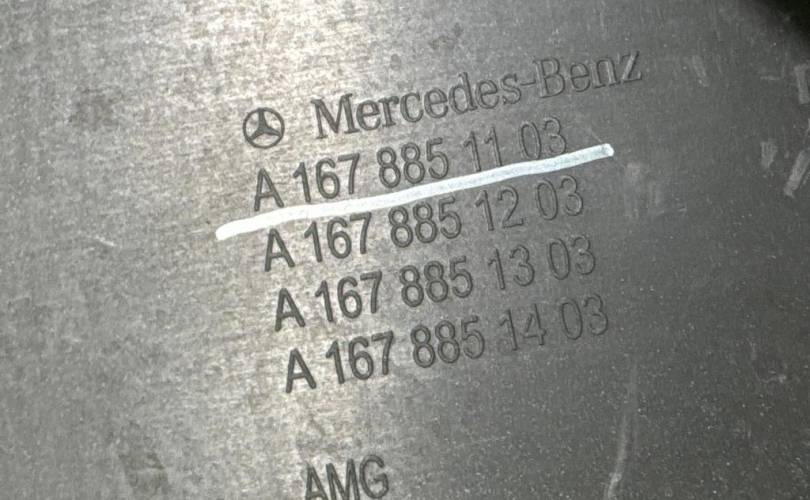 Mercedes-Benz
A 167 885 11 03
A 167 885 12 03
A 167 885 13 03
A 167 885 14 03
AMG